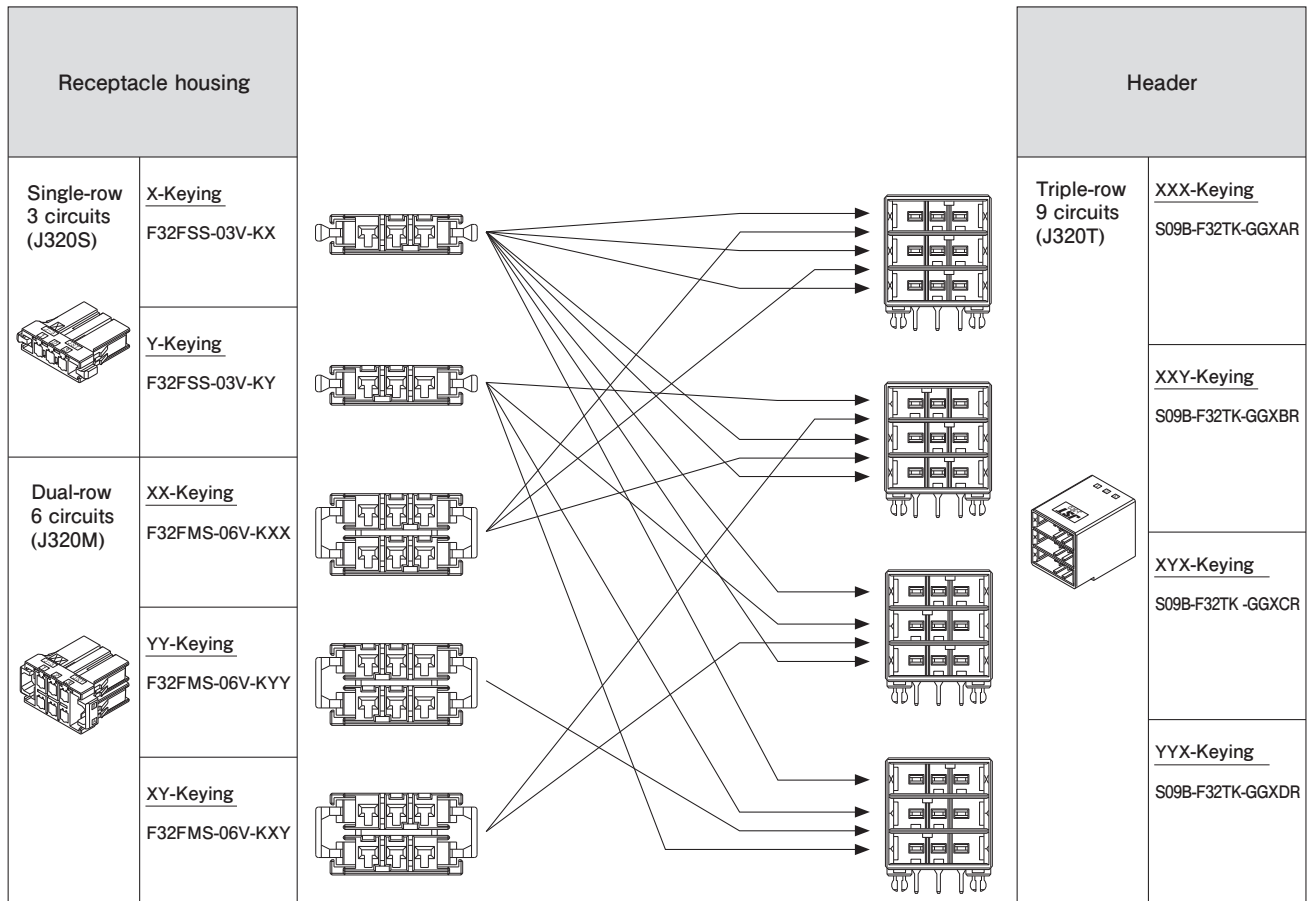 Receptacle housing
Single-row
3 circuits
(J320S)
X-Keying
F32FSS-03V-KX
Y-Keying
F32FSS-03V-KY
Dual-row
6 circuits
(J320M)
XX-Keying
F32FMS-06V-KXX
YY-Keying
F32FMS-06V-KYY
XY-Keying
F32FMS-06V-KXY
Header
Triple-row
9 circuits
(J320T)
XXX-Keying
S09B-F32TK-GGXAR
XXY-Keying
S09B-F32TK-GGXBR
JST
XYX-Keying
S09B-F32TK -GGXCR
YYX-Keying
S09B-F32TK-GGXDR